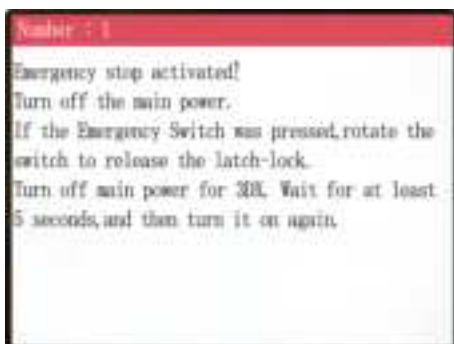 Number : 1
Emergency stop activated!
Turn off the main power.
If the Emergency Switch was pressed,rotate the
switch to release the latch-lock.
Turn off main power for Wait for at least
5 seconds,and then turn it on again.